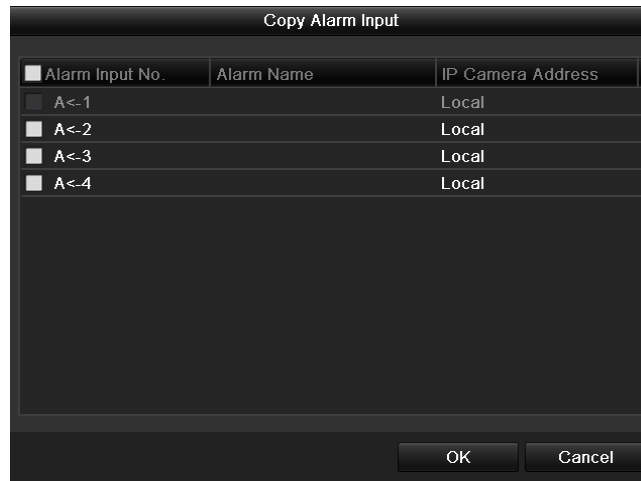 Copy Alarm Input
Alarm Input No. Alarm Name IP Camera Address
A<-1 Local
A<-2 Local
A<-3 Local
A<-4 Local
OK Cancel